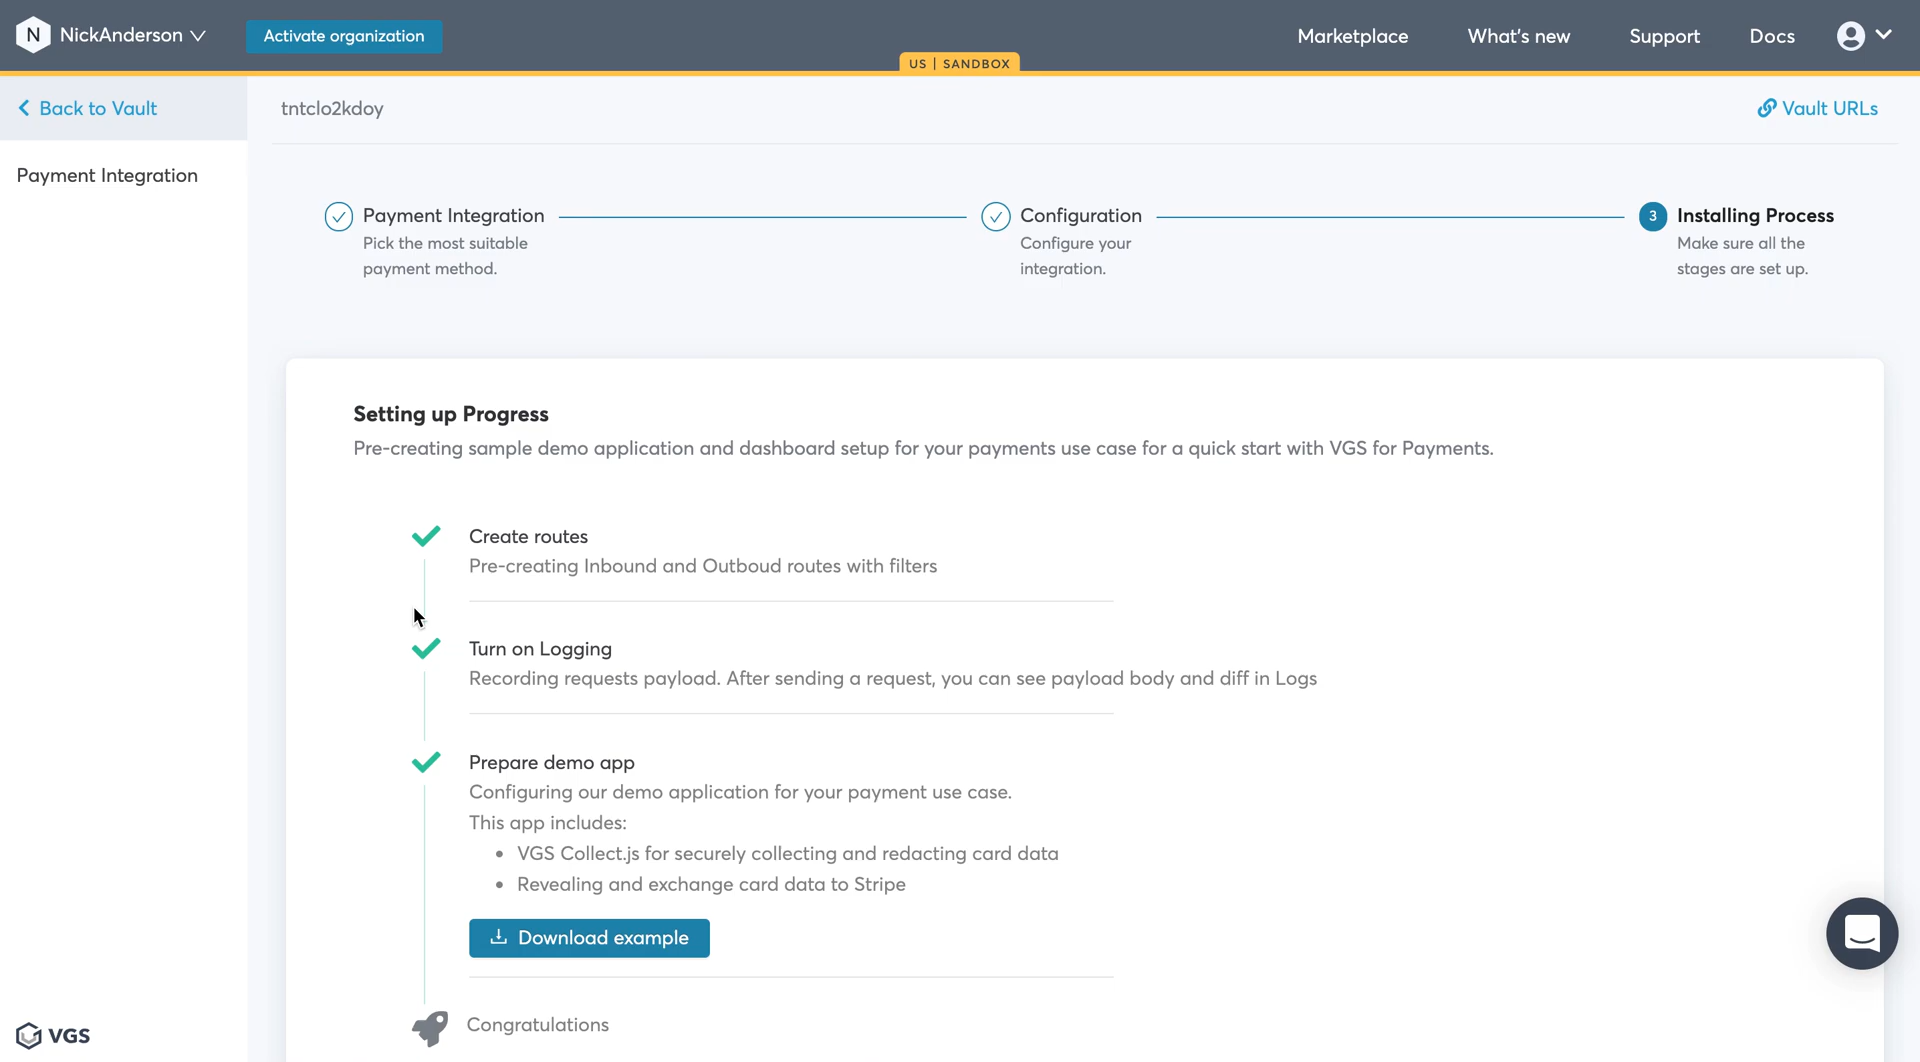 N NickAnderson
Activate organization
US | SANDBOX
Marketplace
What's new
Support
Docs
Back to Vault
tntclo2kdoy
Vault URLs
Payment Integration
Payment Integration
Pick the most suitable
payment method.
Configuration
Configure your
integration.
3 Installing Process
Make sure all the
stages are set up.
Setting up Progress
Pre-creating sample demo application and dashboard setup for your payments use case for a quick start with VGS for Payments.
Create routes
Pre-creating Inbound and Outboud routes with filters
Turn on Logging
Recording requests payload. After sending a request, you can see payload body and diff in Logs
Prepare demo app
Configuring our demo application for your payment use case.
This app includes:
• VGS Collect.js for securely collecting and redacting card data
• Revealing and exchange card data to Stripe
Download example
Congratulations
VGS